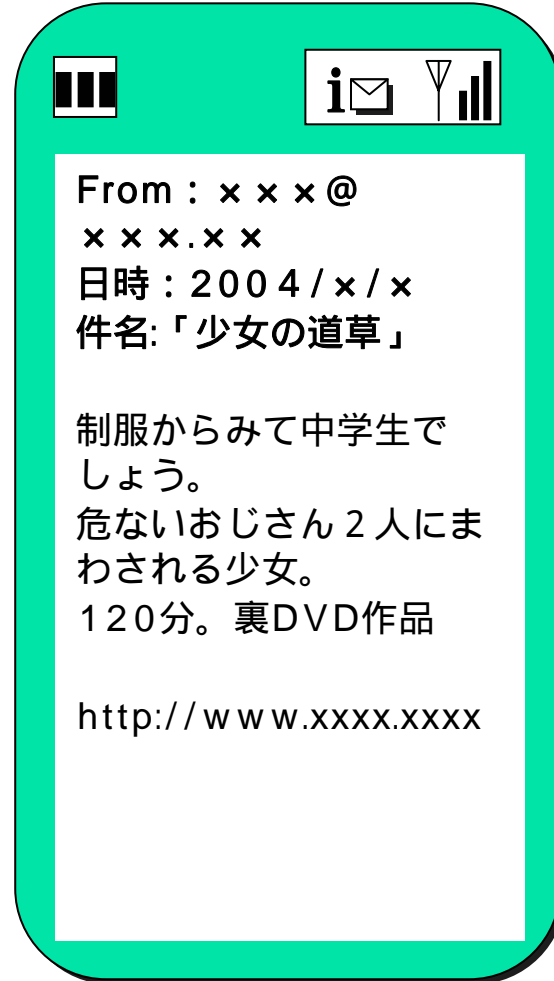 From：×××@
×××.××
日時：2004/×/×
件名:「少女の道草」
制服からみて中学生で
しょう。
危ないおじさん２人にま
わされる少女。
120分。裏DVD作品
http://www.xxxx.xxxx